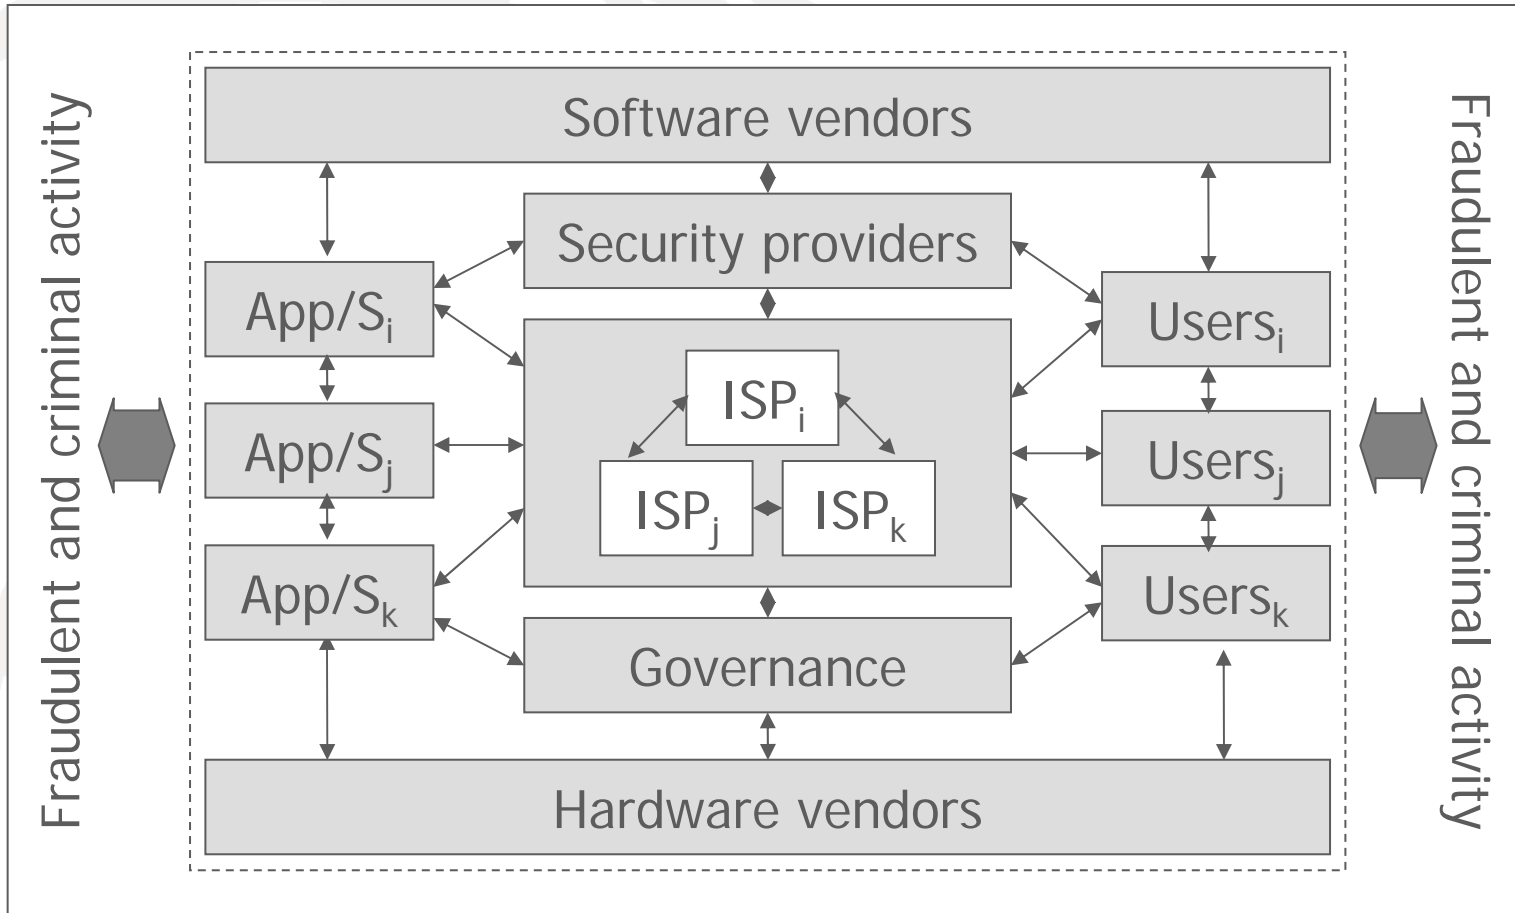 Fraudulent and criminal activity
Software vendors
Security providers
App/Sᵢ
Usersᵢ
ISPᵢ
App/Sⱼ
Usersⱼ
ISPⱼ
ISPₖ
App/Sₖ
Usersₖ
Governance
Hardware vendors
Fraudulent and criminal activity